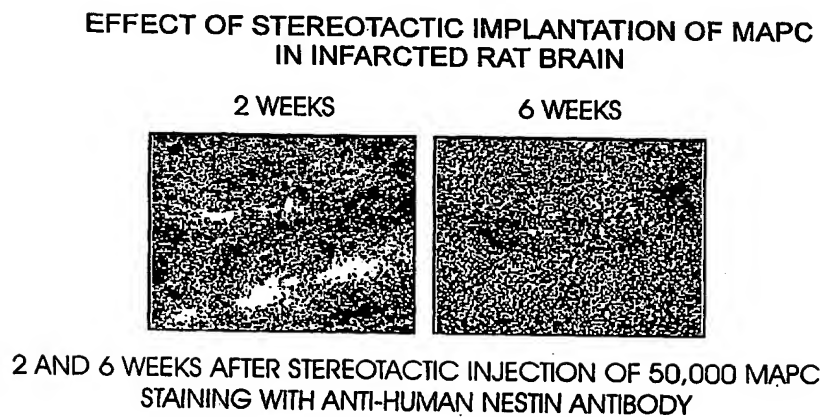 EFFECT OF STEREOTACTIC IMPLANTATION OF MAPC
IN INFARCTED RAT BRAIN
2 WEEKS
6 WEEKS
2 AND 6 WEEKS AFTER STEREOTACTIC INJECTION OF 50,000 MAPC
STAINING WITH ANTI-HUMAN NESTIN ANTIBODY